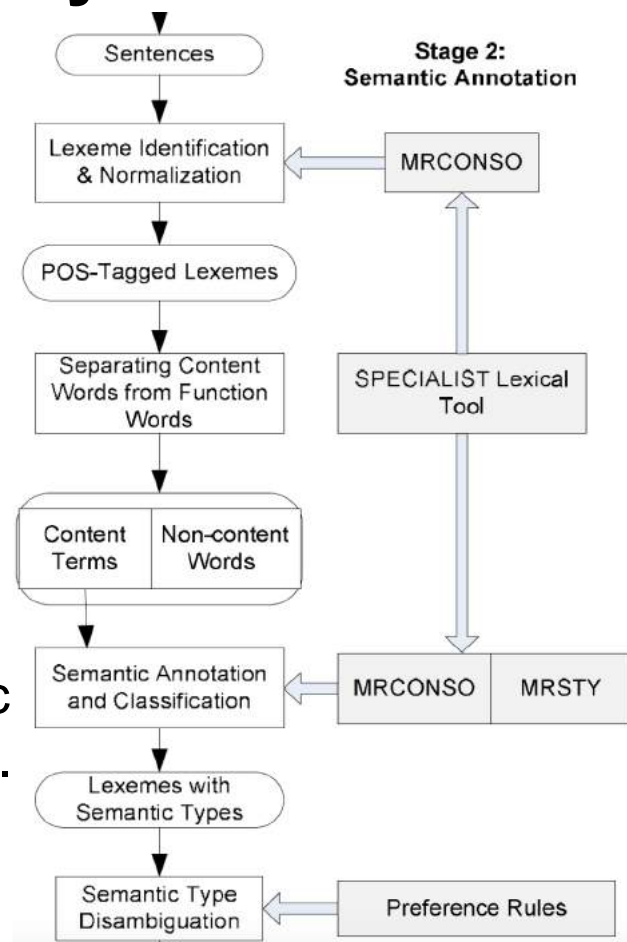 Sentences
Stage 2:
Semantic Annotation
Lexeme Identification
& Normalization
MRCONSO
POS-Tagged Lexemes
Separating Content
Words from Function
Words
SPECIALIST Lexical
Tool
Content
Terms
Non-content
Words
Semantic Annotation
and Classification
MRCONSO
MRSTY
c
.
Lexemes with
Semantic Types
Semantic Type
Disambiguation
Preference Rules